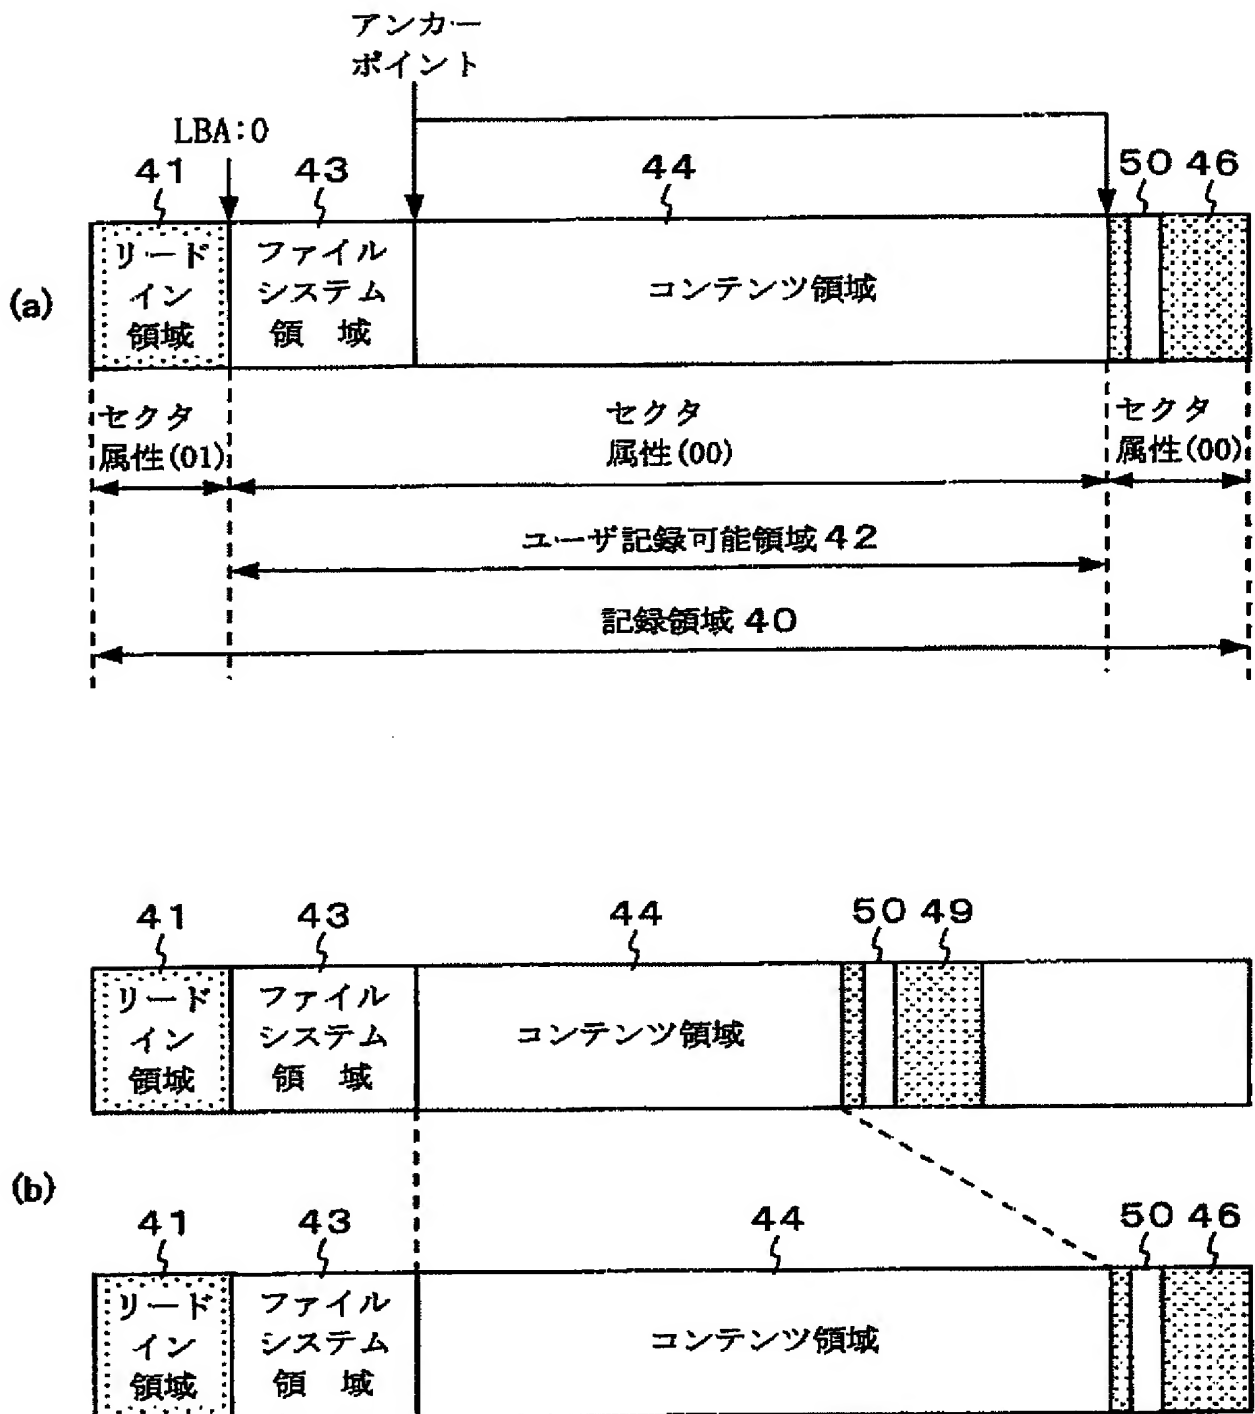 アンカー
ポイント
LBA:0
41
43
44
50
46
(a)
リード
イン
領域
ファイル
システム
領 域
コンテンツ領域
セクタ
属性(01)
セクタ
属性(00)
セクタ
属性(00)
ユーザ記録可能領域 42
記録領域 40
41
43
44
50
49
リード
イン
領域
ファイル
システム
領 域
コンテンツ領域
(b)
41
43
44
50
46
リード
イン
領域
ファイル
システム
領 域
コンテンツ領域